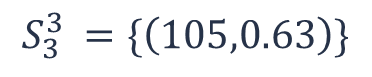 $S_3^3 = \{(105,0.63)\}$